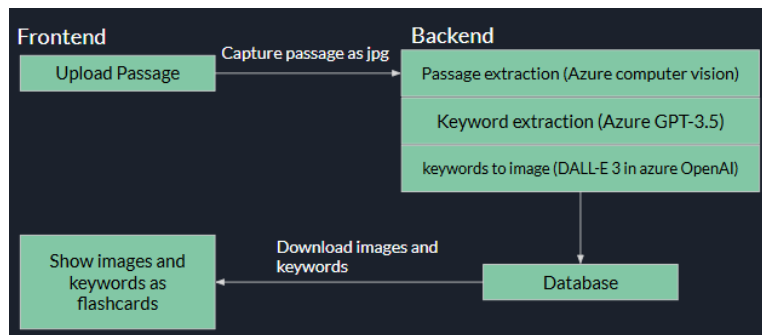 Frontend
Backend
Capture passage as jpg
Upload Passage
Passage extraction (Azure computer vision)
Keyword extraction (Azure GPT-3.5)
keywords to image (DALL-E 3 in azure OpenAI)
Download images and
keywords
Show images and
keywords as
flashcards
Database